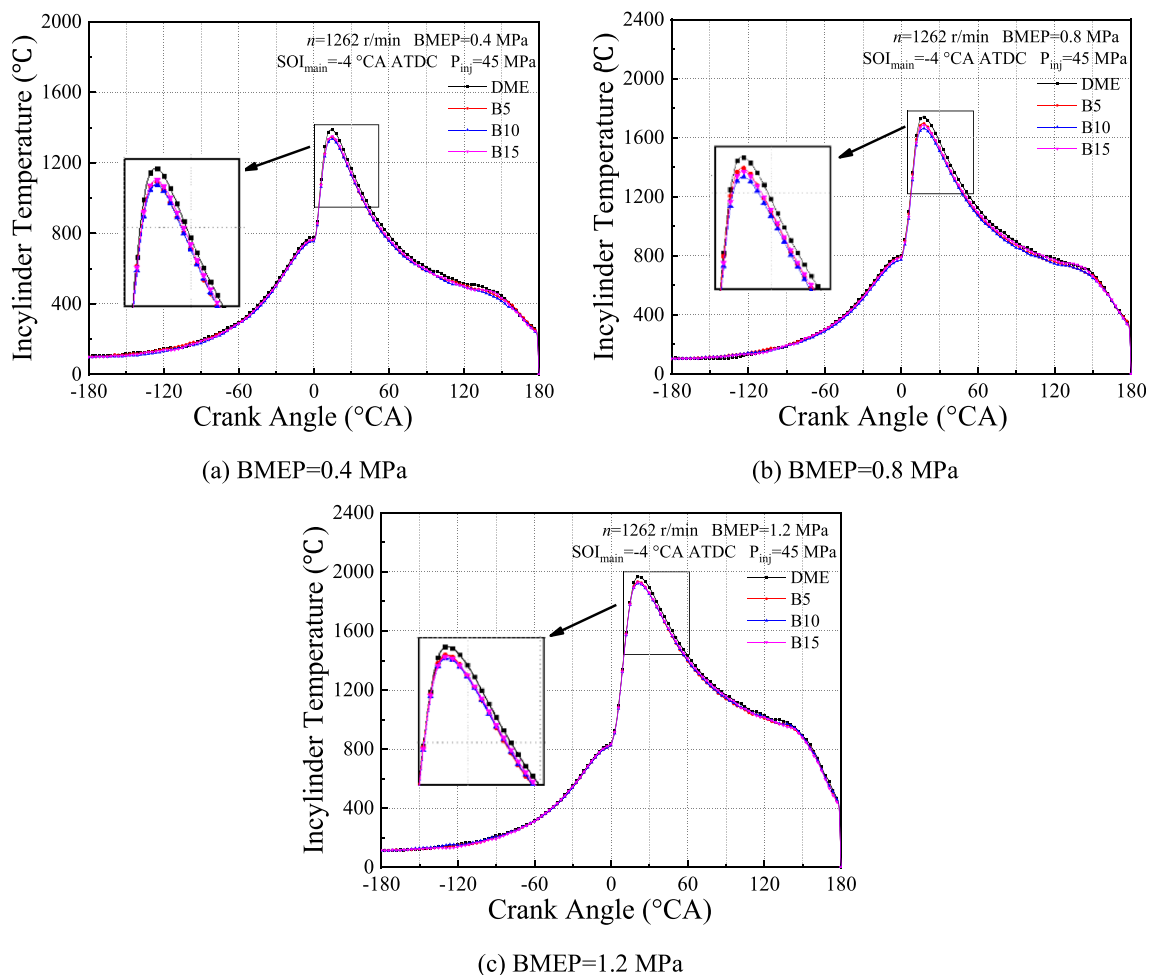 2000
1600
1200
800
400
0
-180
-120
-60
0
60
120
180
Incylinder Temperature (°C)
Crank Angle (°CA)
n=1262 r/min BMEP=0.4 MPa
SOImain=-4 °CA ATDC Pinj=45 MPa
DME
B5
B10
B15
(a) BMEP=0.4 MPa
2400
2000
1600
1200
800
400
0
-180
-120
-60
0
60
120
180
Incylinder Temperature (℃)
Crank Angle (°CA)
n=1262 r/min BMEP=0.8 MPa
SOImain=-4 °CA ATDC Pinj=45 MPa
DME
B5
B10
B15
(b) BMEP=0.8 MPa
2400
2000
1600
1200
800
400
0
-180
-120
-60
0
60
120
180
Incylinder Temperature (°C)
Crank Angle (°CA)
n=1262 r/min BMEP=1.2 MPa
SOImain=-4 °CA ATDC Pinj=45 MPa
DME
B5
B10
B15
(c) BMEP=1.2 MPa